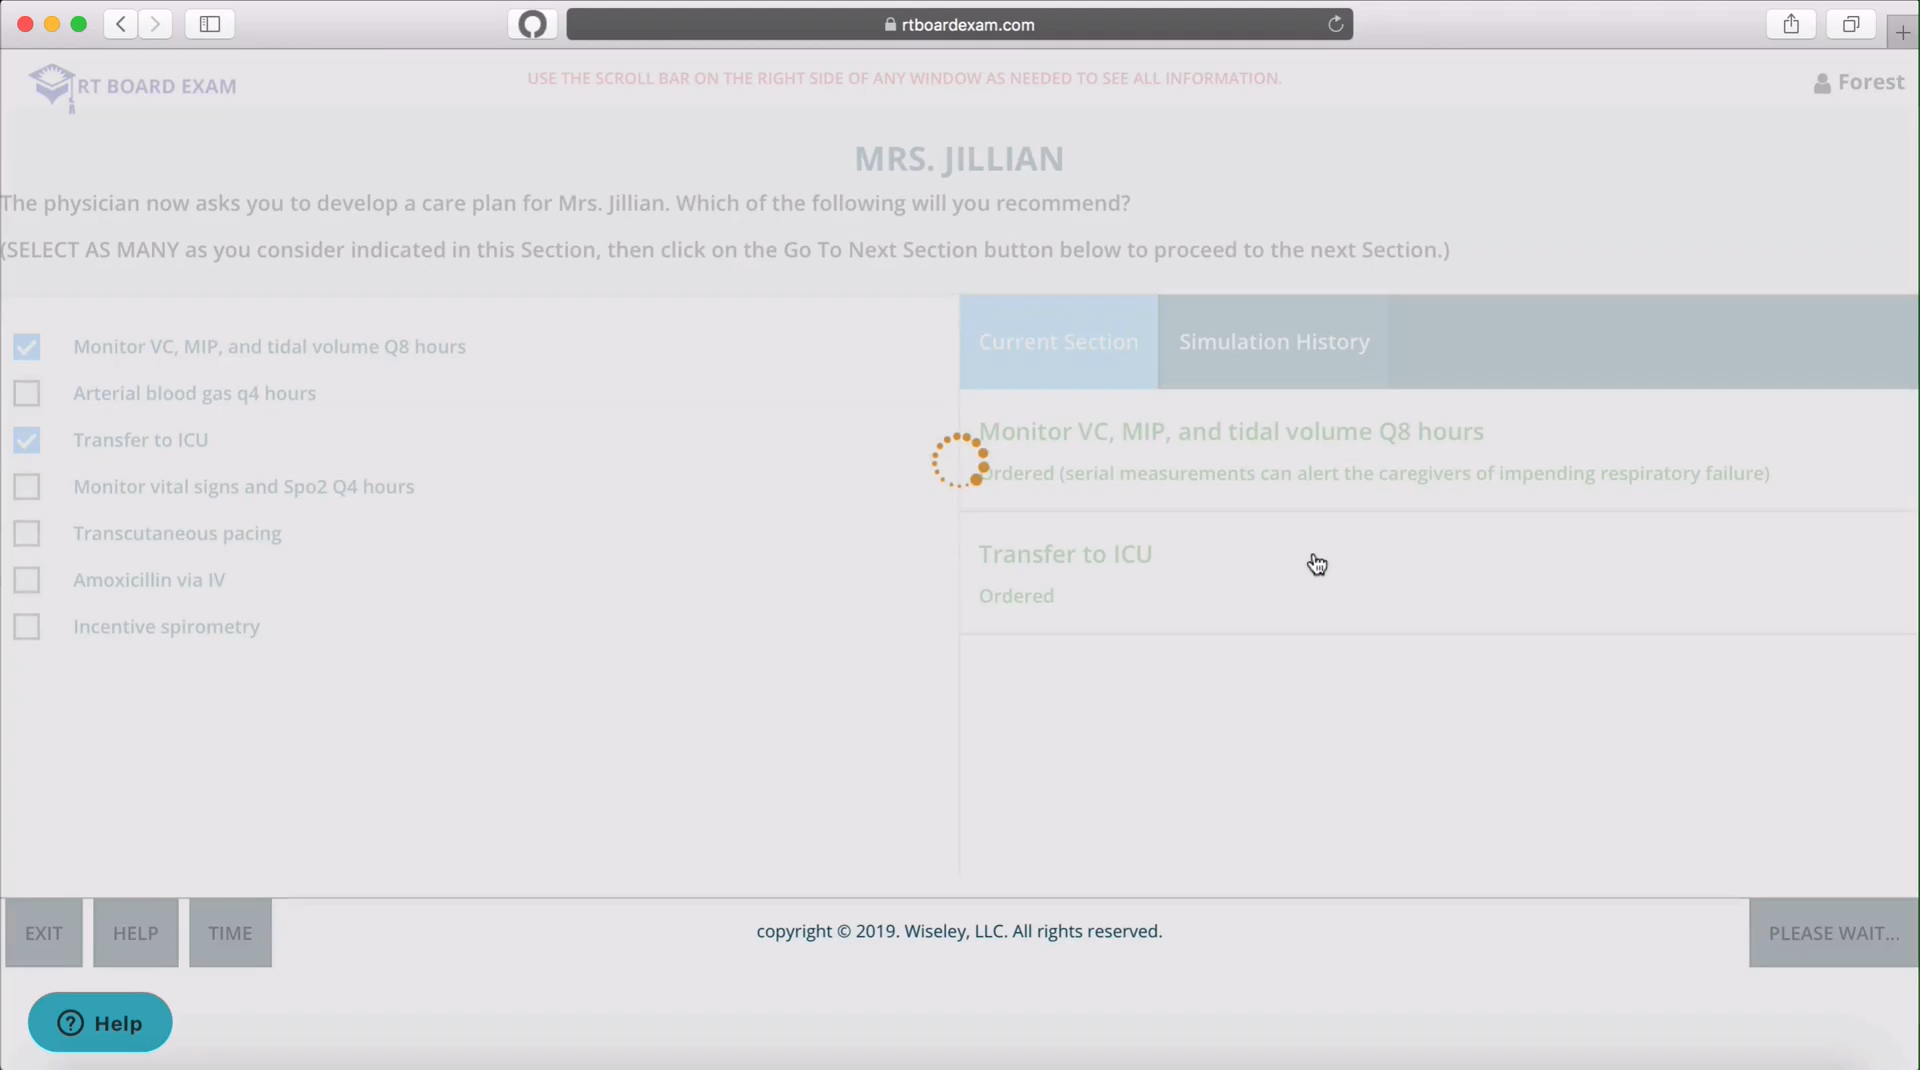 rtboardexam.com
RT BOARD EXAM
USE THE SCROLL BAR ON THE RIGHT SIDE OF ANY WINDOW AS NEEDED TO SEE ALL INFORMATION.
Forest
MRS. JILLIAN
The physician now asks you to develop a care plan for Mrs. Jillian. Which of the following will you recommend?
(SELECT AS MANY as you consider indicated in this Section, then click on the Go To Next Section button below to proceed to the next Section.)
Monitor VC, MIP, and tidal volume Q8 hours
Arterial blood gas q4 hours
Transfer to ICU
Monitor vital signs and Spo2 Q4 hours
Transcutaneous pacing
Amoxicillin via IV
Incentive spirometry
Current Section
Simulation History
Monitor VC, MIP, and tidal volume Q8 hours
Ordered (serial measurements can alert the caregivers of impending respiratory failure)
Transfer to ICU
Ordered
EXIT
HELP
TIME
copyright © 2019. Wiseley, LLC. All rights reserved.
PLEASE WAIT...
Help